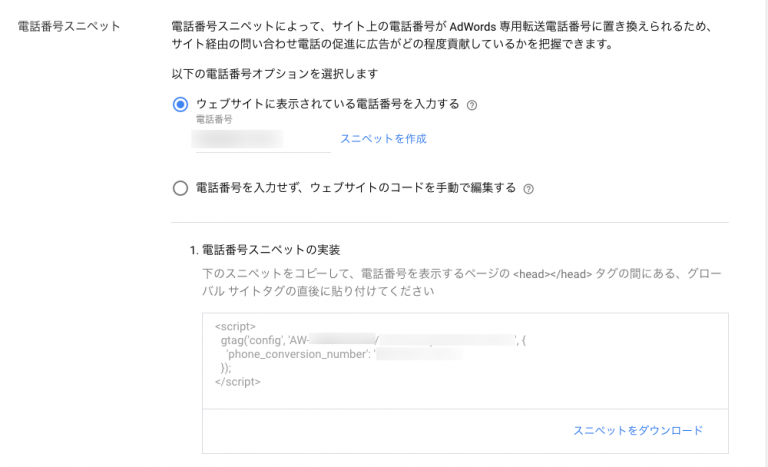 電話番号スニペット
電話番号スニペットによって、サイト上の電話番号が AdWords 専用転送電話番号に置き換えられるため、
サイト経由の問い合わせ電話の促進に広告がどの程度貢献しているかを把握できます。
以下の電話番号オプションを選択します
ウェブサイトに表示されている電話番号を入力する ?
電話番号
スニペットを作成
電話番号を入力せず、ウェブサイトのコードを手動で編集する ?
1. 電話番号スニペットの実装
下のスニペットをコピーして、電話番号を表示するページの <head></head> タグの間にある、グロー
バル サイトタグの直後に貼り付けてください
<script>
gtag('config', 'AW-/', {
'phone_conversion_number': '
});
</script>
スニペットをダウンロード